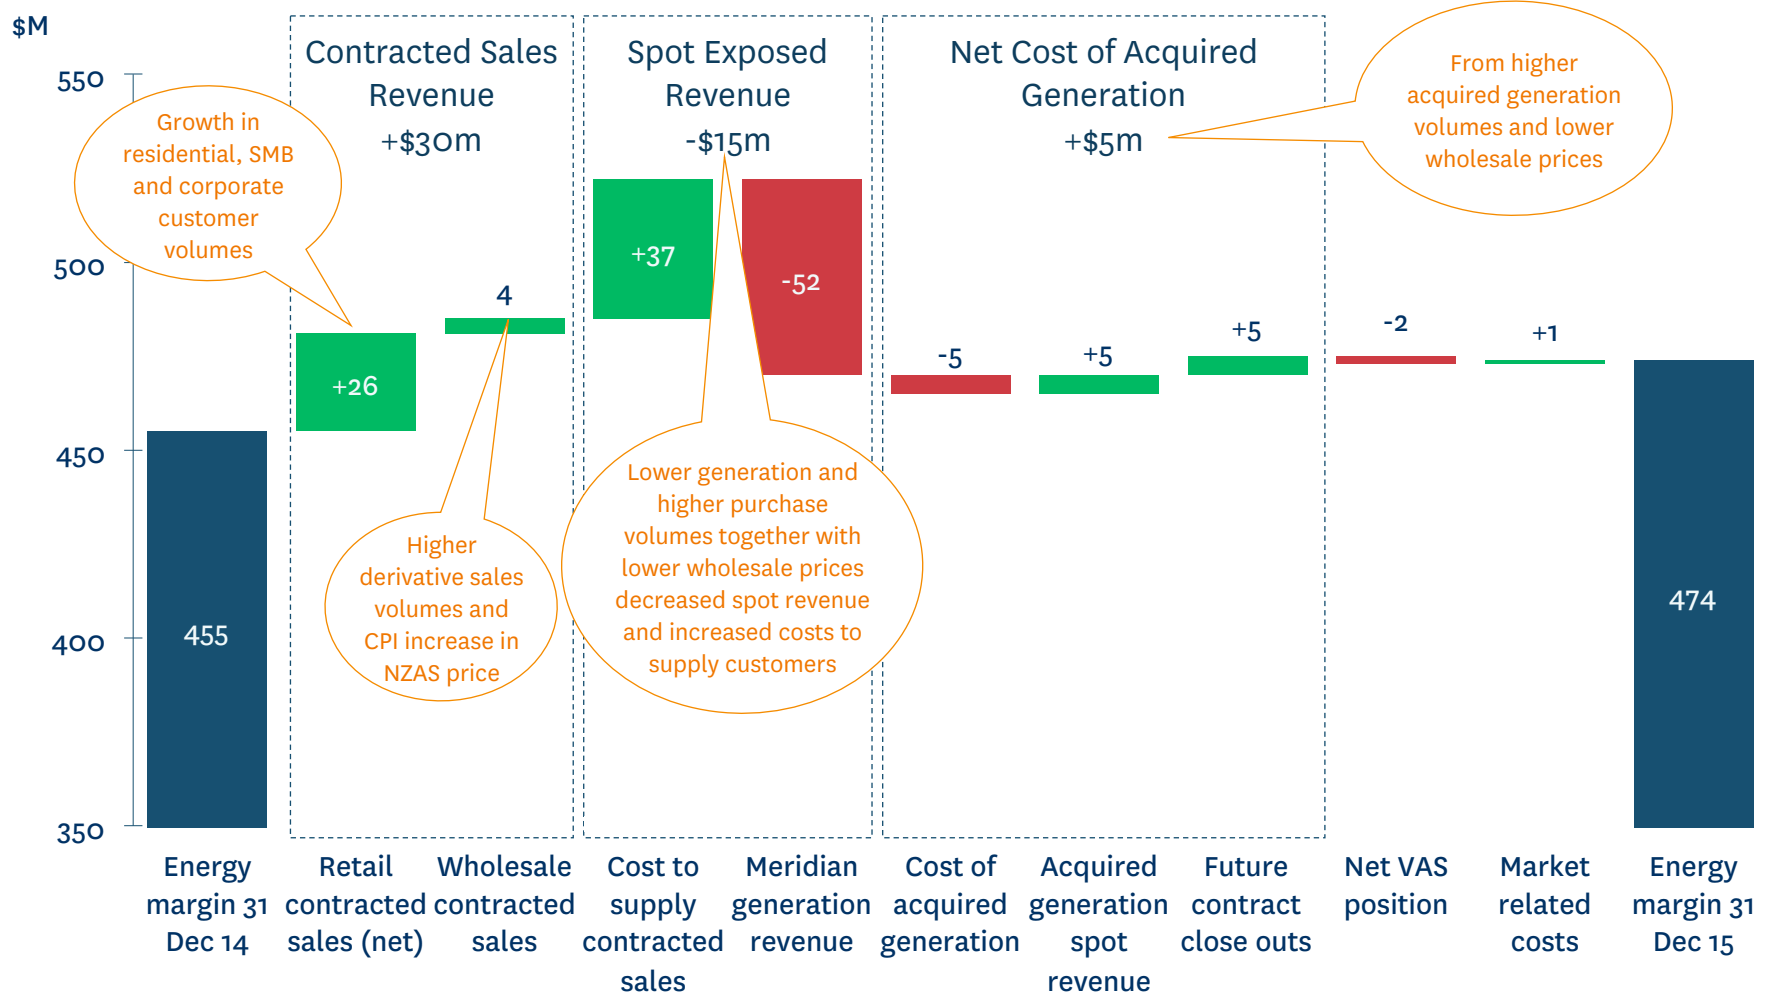 $M
550
500
450
400
350
Contracted Sales
Revenue
+$30m
Spot Exposed
Revenue
-$15m
Net Cost of Acquired
Generation
+$5m
From higher
acquired generation
volumes and lower
wholesale prices
Growth in
residential, SMB
and corporate
customer
volumes
455
+26
4
+37
-52
-5
+5
+5
-2
+1
474
Higher
derivative sales
volumes and
CPI increase in
NZAS price
Lower generation and
higher purchase
volumes together with
lower wholesale prices
decreased spot revenue
and increased costs to
supply customers
Energy
margin 31
Dec 14
Retail
contracted
sales (net)
Wholesale
contracted
sales
Cost to
supply
contracted
sales
Meridian
generation
revenue
Cost of
acquired
generation
Acquired
generation
spot
revenue
Future
contract
close outs
Net VAS
position
Market
related
costs
Energy
margin 31
Dec 15